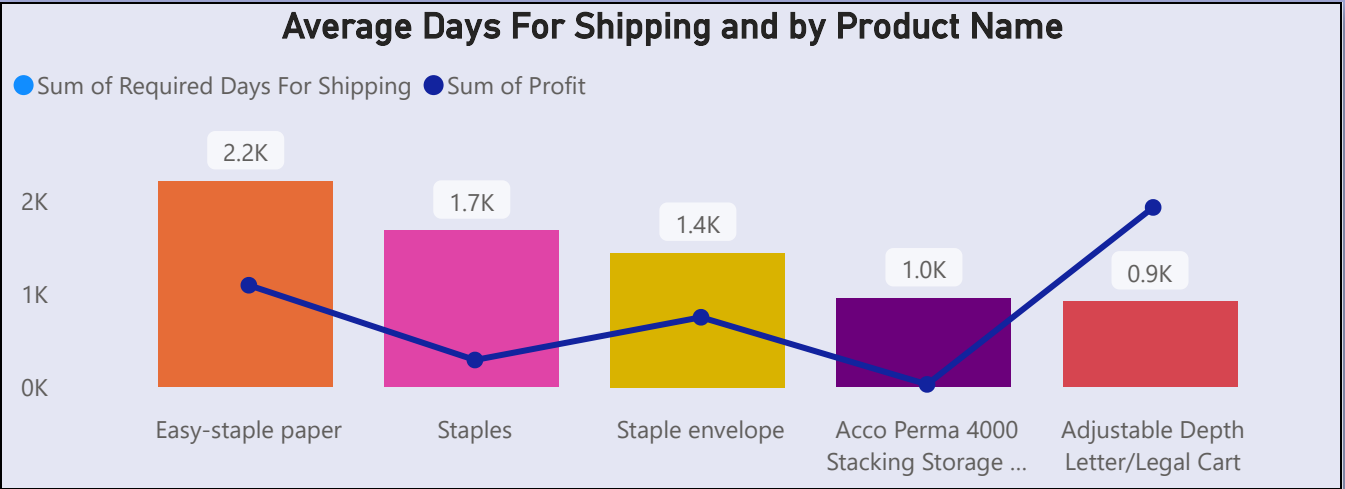 Average Days For Shipping and by Product Name
Sum of Required Days For Shipping Sum of Profit
2.2K
1.7K
1.4K
1.0K
0.9K
2K
1K
0K
Easy-staple paper
Staples
Staple envelope
Acco Perma 4000
Stacking Storage ...
Adjustable Depth
Letter/Legal Cart